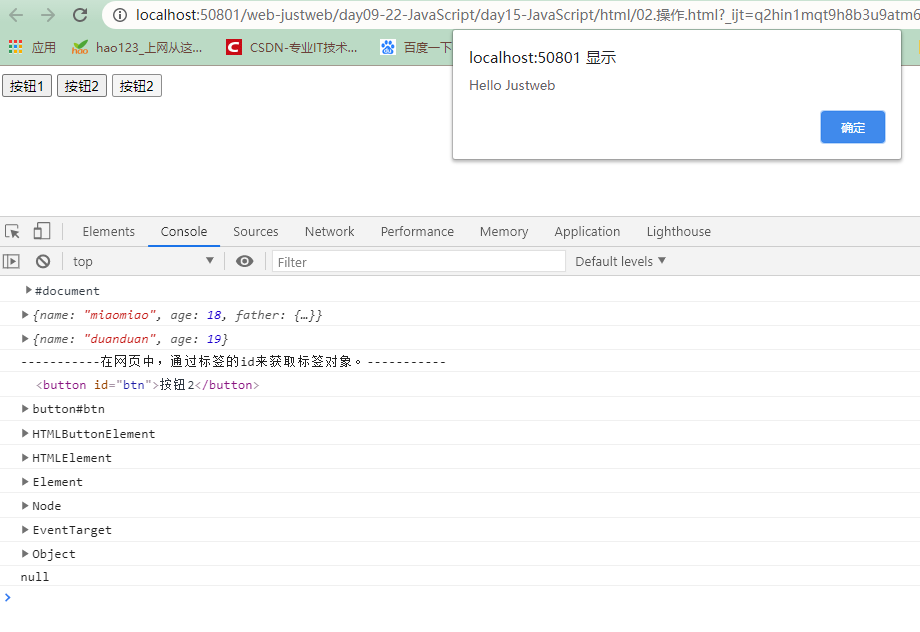 localhost:50801/web-justweb/day09-22-JavaScript/day15-JavaScript/html/02.操作.html?_ijt=q2hin1mqt9h8b3u9atm6
应用 hao123_上网从这... CSDN-专业IT技术... 百度一下
localhost:50801 显示
Hello Justweb
确定
按钮1 按钮2 按钮2
Elements Console Sources Network Performance Memory Application Lighthouse
top Filter Default levels
#document
{name: "miaomiao", age: 18, father: {…}}
{name: "duanduan", age: 19}
-----------在网页中，通过标签的id来获取标签对象。-----------
<button id="btn">按钮2</button>
button#btn
HTMLButtonElement
HTMLElement
Element
Node
EventTarget
Object
null